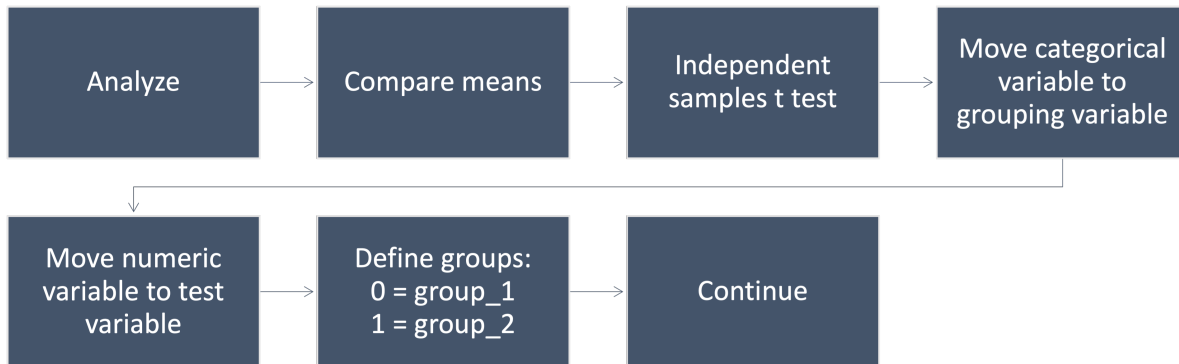 Analyze
Compare means
Independent
samples t test
Move categorical
variable to
grouping variable
Move numeric
variable to test
variable
Define groups:
0 = group_1
1 = group_2
Continue